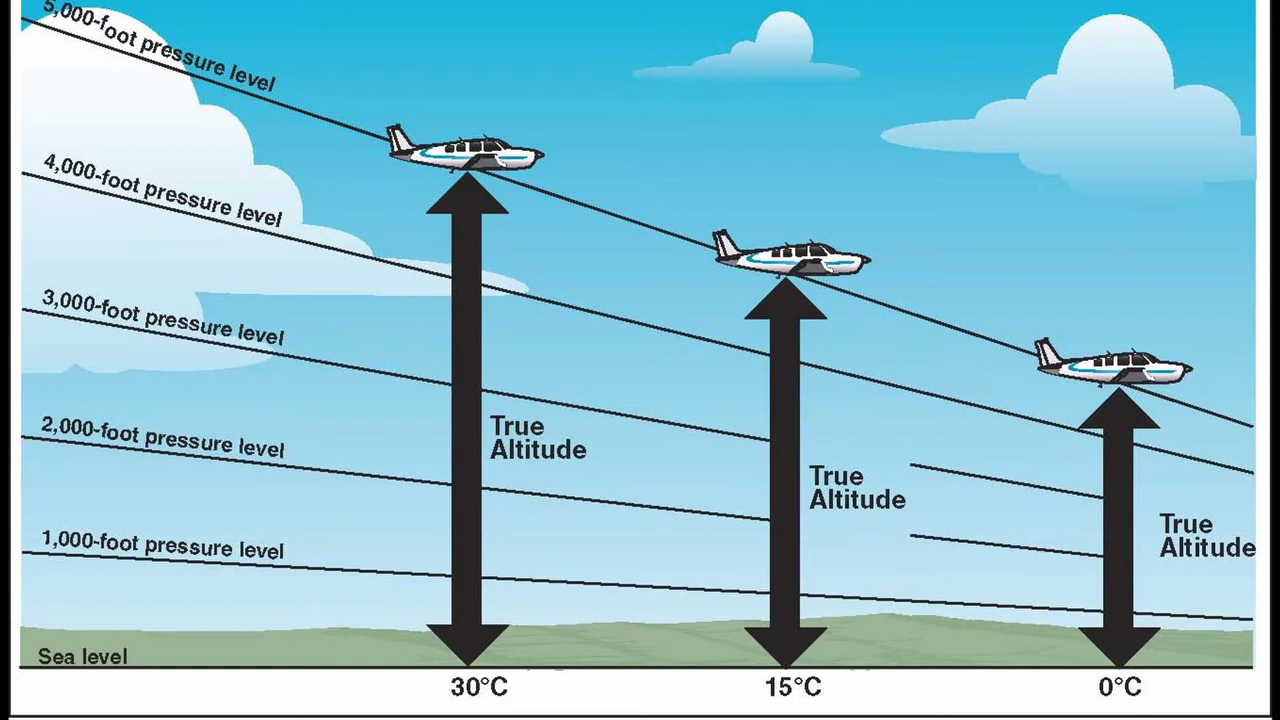 5,000-foot pressure level
4,000-foot pressure level
3,000-foot pressure level
2,000-foot pressure level
1,000-foot pressure level
True
Altitude
True
Altitude
True
Altitude
Sea level
30°C
15°C
0°C